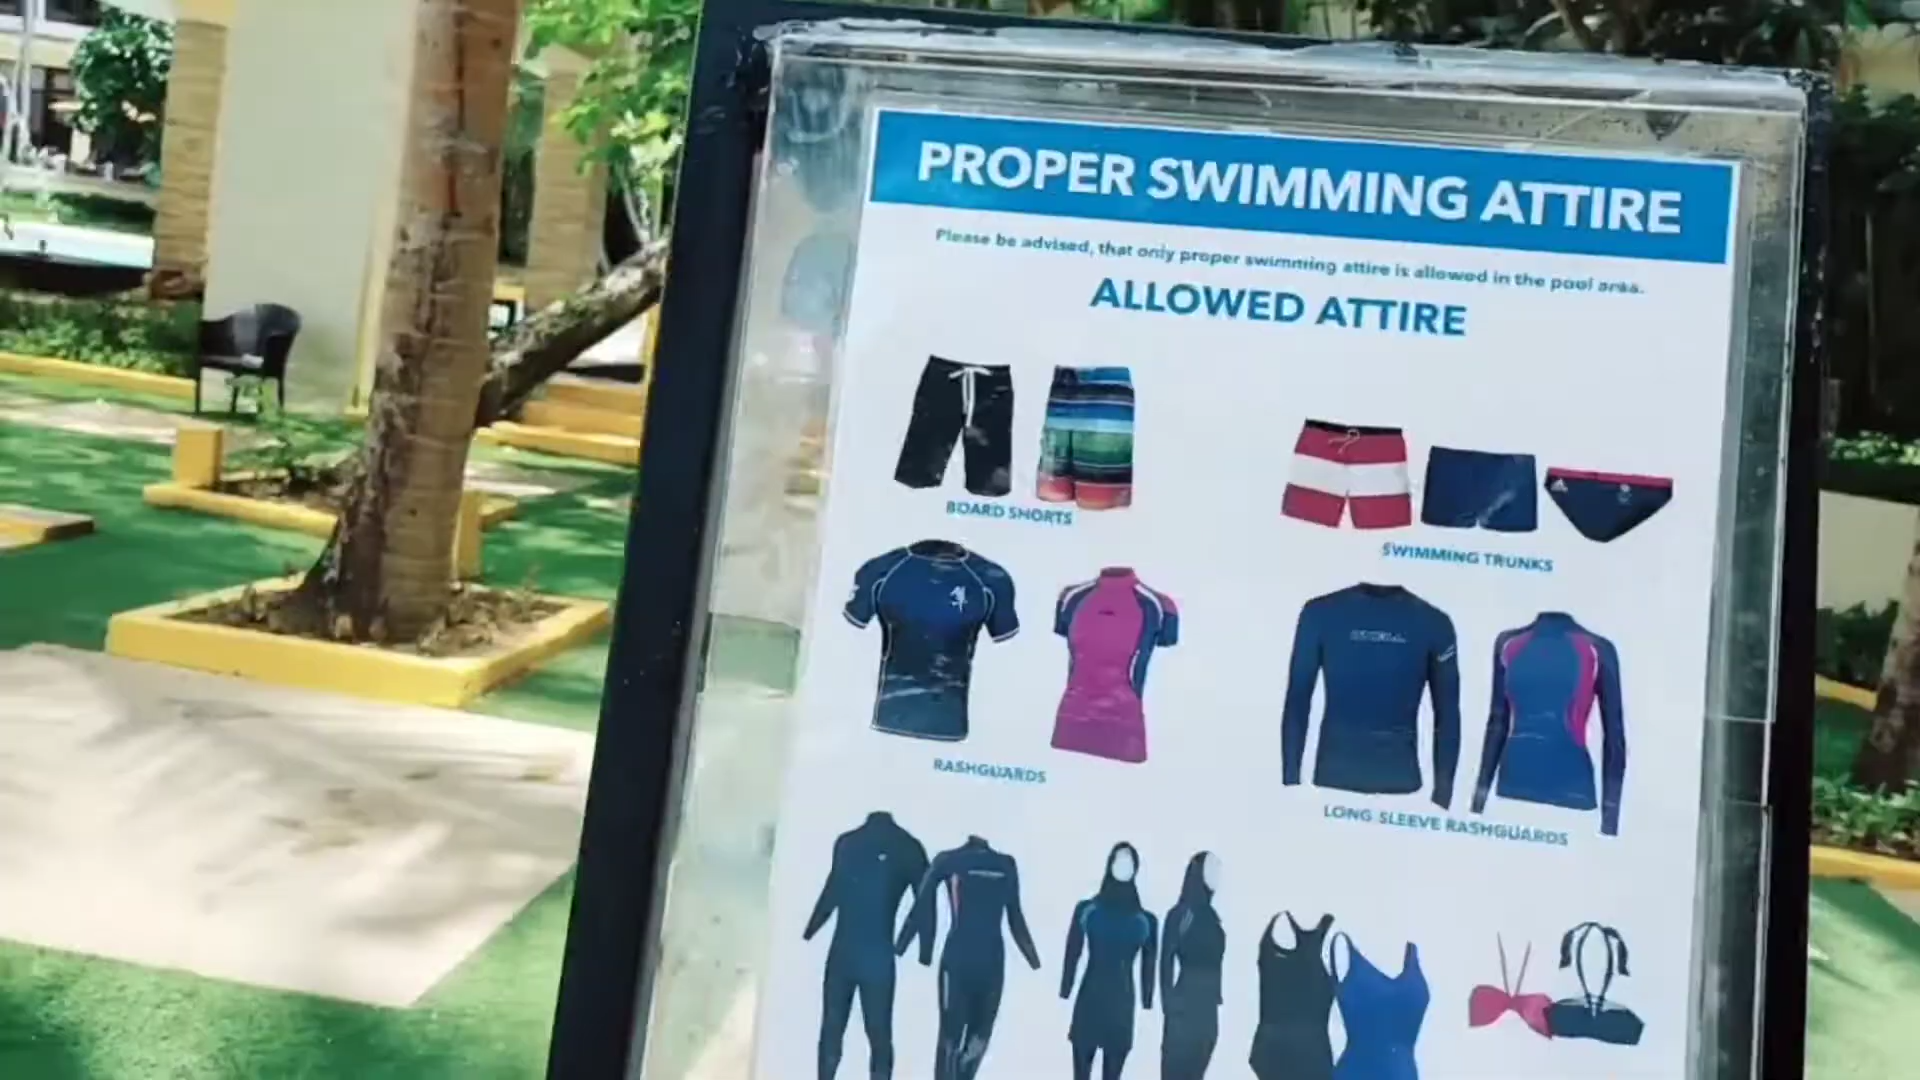 PROPER SWIMMING ATTIRE
Please be advised, that only proper swimming attire is allowed in the pool area.
ALLOWED ATTIRE
BOARD SHORTS
SWIMMING TRUNKS
RASHGUARDS
LONG SLEEVE RASHGUARDS